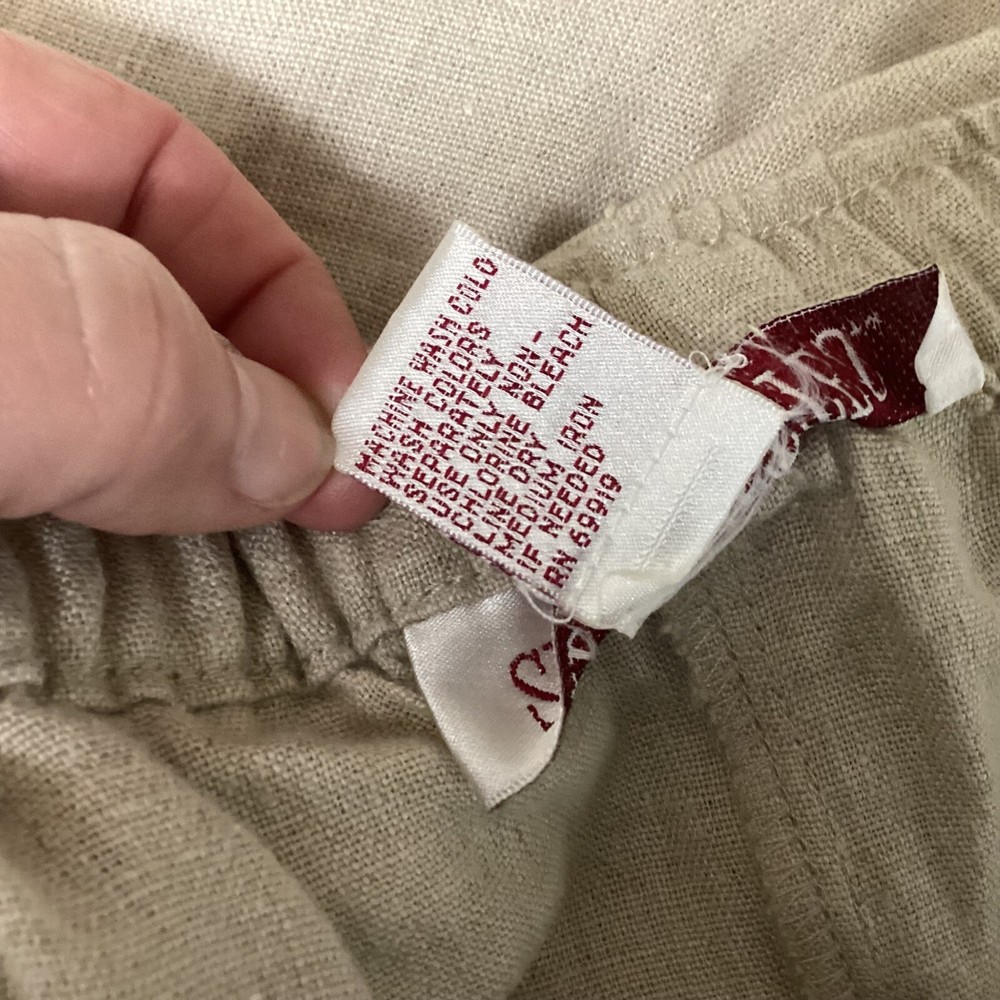 MACHINE WASH COLD
WASH COLORS
SEPARATELY
USE ONLY NON-
CHLORINE BLEACH
LINE DRY
MEDIUM IRON
IF NEEDED
RN 69919